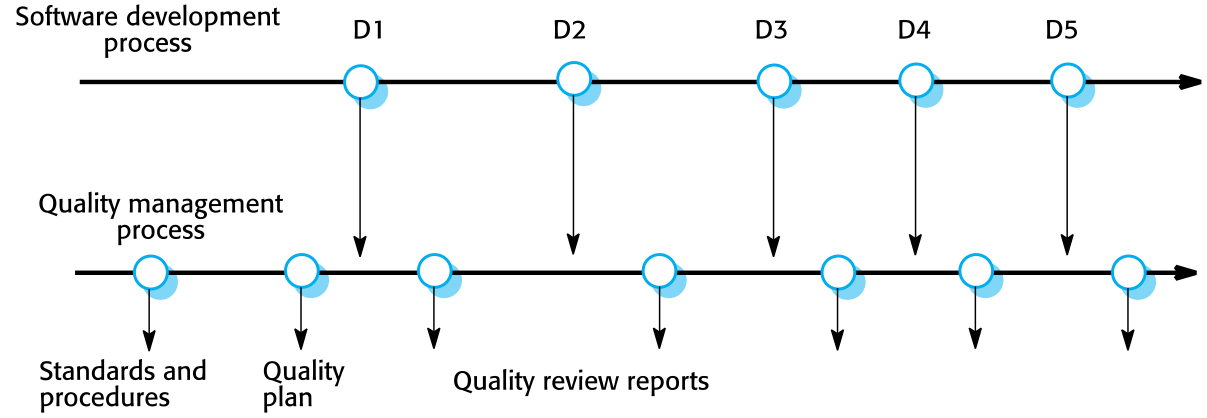 Software development
process
D1
D2
D3
D4
D5
Quality management
process
Standards and
procedures
Quality
plan
Quality review reports